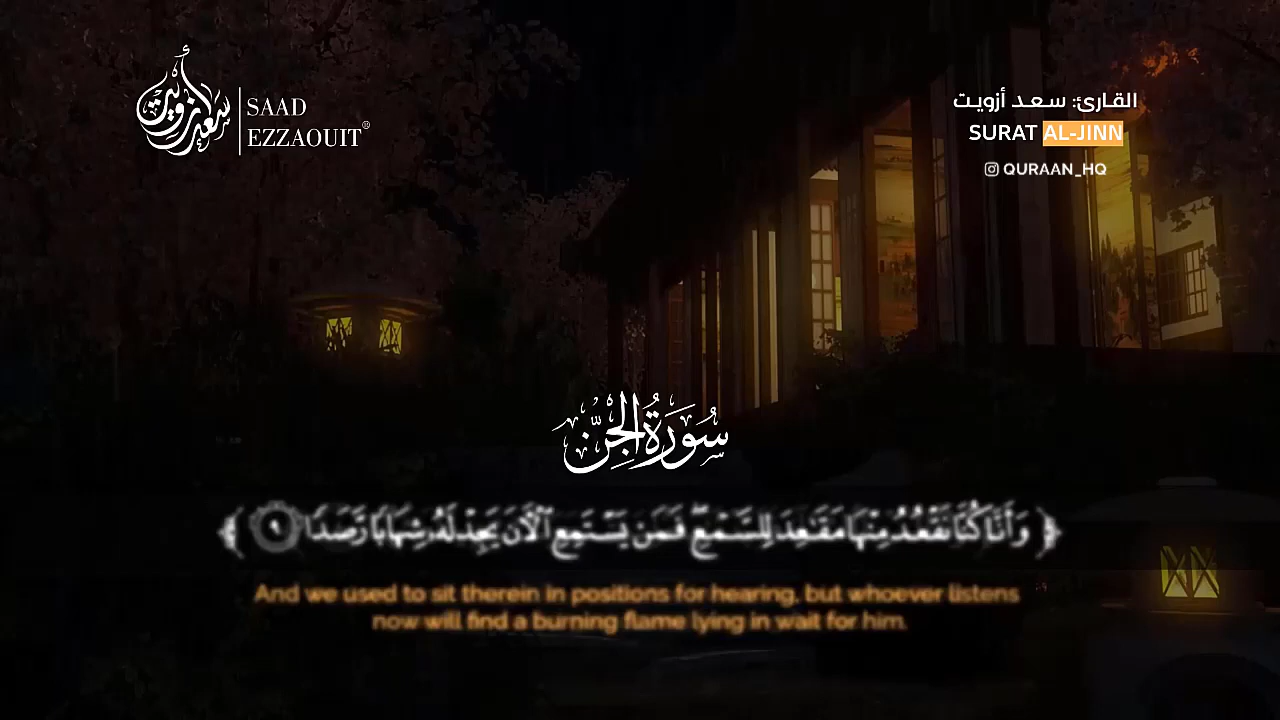 سعد أزويت
SAAD
EZZAOUIT®
القارئ: سعد أزويت
SURAT AL-JINN
QURAAN_HQ
سُورَةُ الجِنّ
﴿ وَأَنَّا كُنَّا نَقْعُدُ مِنْهَا مَقَاعِدَ لِلسَّمْعِ ۖ فَمَن يَسْتَمِعِ الْآنَ يَجِدْ لَهُ شِهَابًا رَّصَدًا ٩ ﴾
And we used to sit therein in positions for hearing, but whoever listens
now will find a burning flame lying in wait for him.